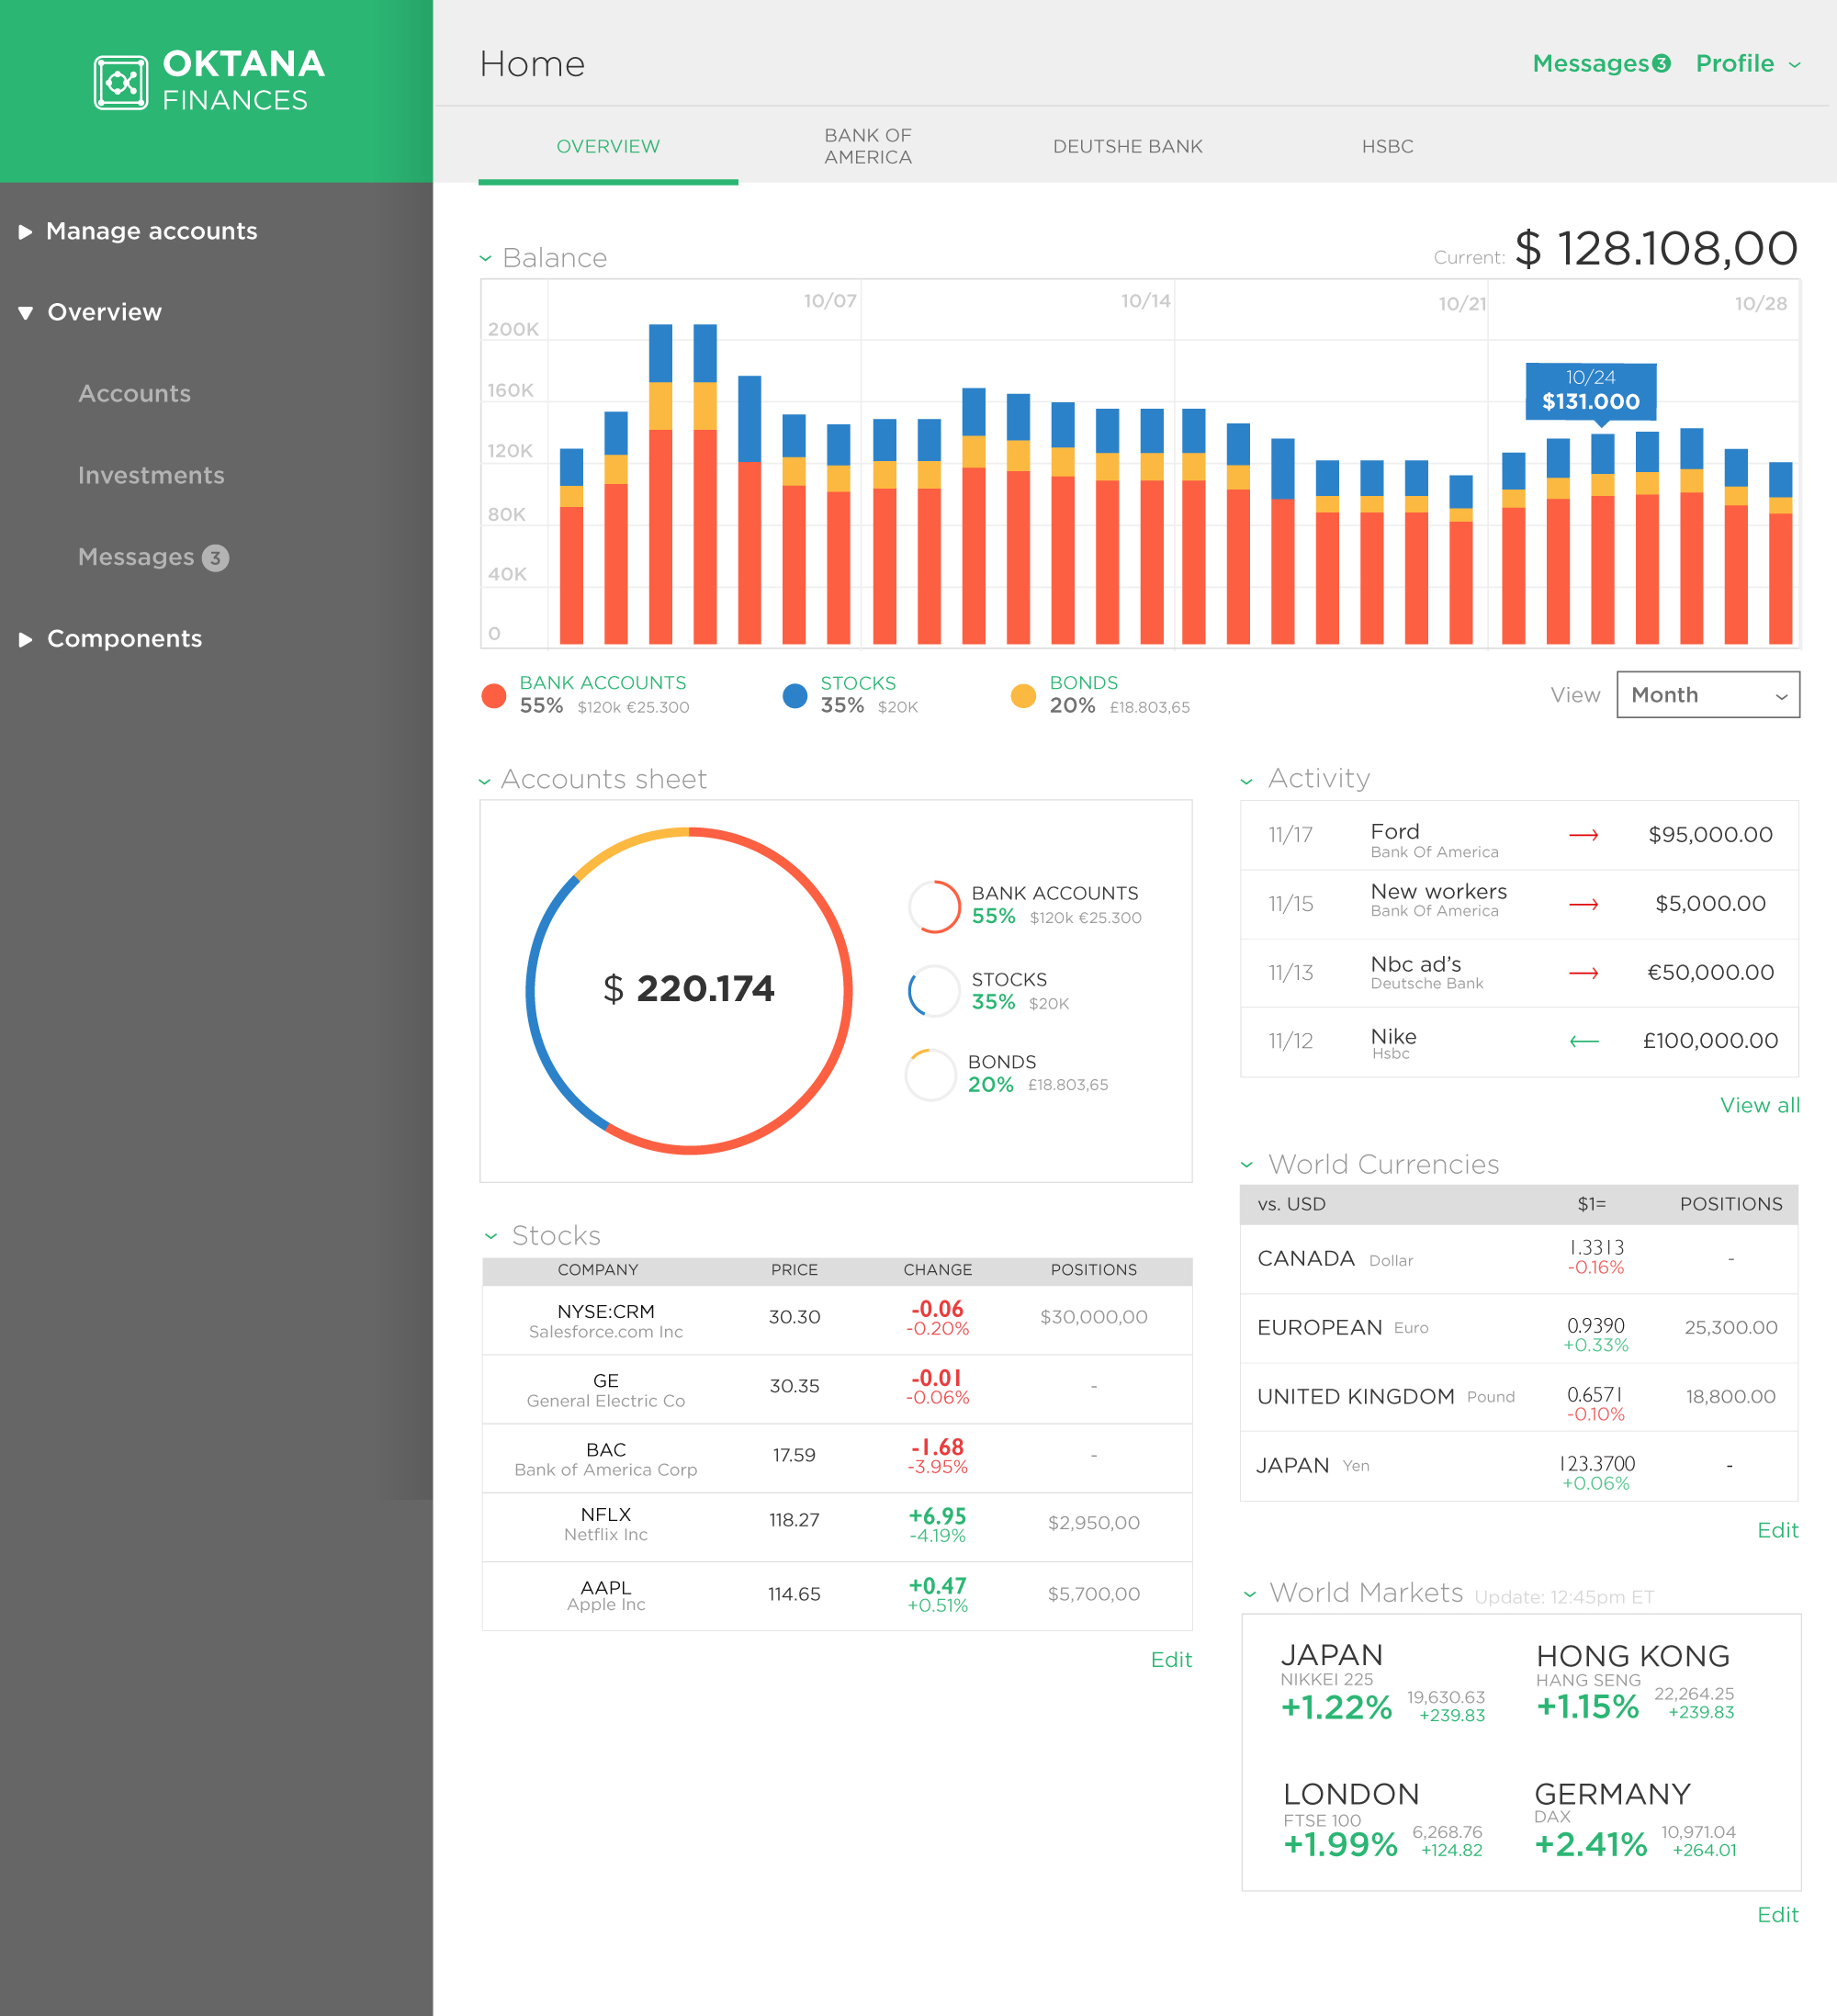 OKTANA
FINANCES
Home
Messages 3 Profile
OVERVIEW
BANK OF
AMERICA
DEUTSHE BANK
HSBC
Manage accounts
Overview
Accounts
Investments
Messages 3
Components
Balance
Current: $ 128.108,00
10/07 10/14 10/21 10/28
200K
160K
120K
80K
40K
0
10/24
$131.000
BANK ACCOUNTS
55% $120k €25.300
STOCKS
35% $20K
BONDS
20% £18.803,65
View Month
Accounts sheet
$ 220.174
BANK ACCOUNTS
55% $120k €25.300
STOCKS
35% $20K
BONDS
20% £18.803,65
Activity
11/17 Ford → $95,000.00
Bank Of America
11/15 New workers → $5,000.00
Bank Of America
11/13 Nbc ad’s → €50,000.00
Deutsche Bank
11/12 Nike ← £100,000.00
Hsbc
View all
Stocks
COMPANY PRICE CHANGE POSITIONS
NYSE:CRM 30.30 -0.06 $30,000,00
Salesforce.com Inc -0.20%
GE 30.35 -0.01 -
General Electric Co -0.06%
BAC 17.59 -1.68 -
Bank of America Corp -3.95%
NFLX 118.27 +6.95 $2,950,00
Netflix Inc -4.19%
AAPL 114.65 +0.47 $5,700,00
Apple Inc +0.51%
Edit
World Currencies
vs. USD $1= POSITIONS
CANADA Dollar 1.3313 -
-0.16%
EUROPEAN Euro 0.9390 25,300.00
+0.33%
UNITED KINGDOM Pound 0.6571 18,800.00
-0.10%
JAPAN Yen 123.3700 -
+0.06%
Edit
World Markets Update: 12:45pm ET
JAPAN
NIKKEI 225
+1.22% 19,630.63
+239.83
HONG KONG
HANG SENG
+1.15% 22,264.25
+239.83
LONDON
FTSE 100
+1.99% 6,268.76
+124.82
GERMANY
DAX
+2.41% 10,971.04
+264.01
Edit